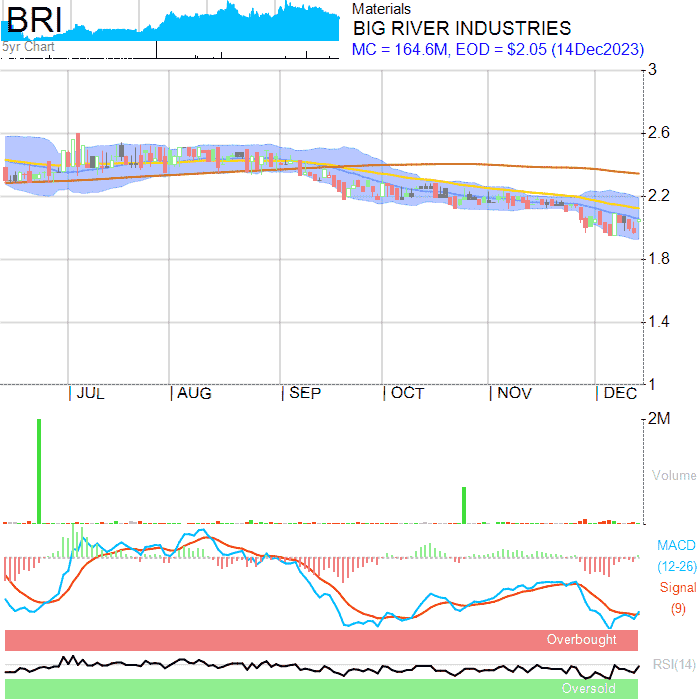 BRI
5yr Chart
Materials
BIG RIVER INDUSTRIES
MC = 164.6M, EOD = $2.05 (14Dec2023)
3
2.6
2.2
1.8
1.4
1
JUL AUG SEP OCT NOV DEC
2M
Volume
MACD
(12-26)
Signal
(9)
Overbought
RSI(14)
Oversold